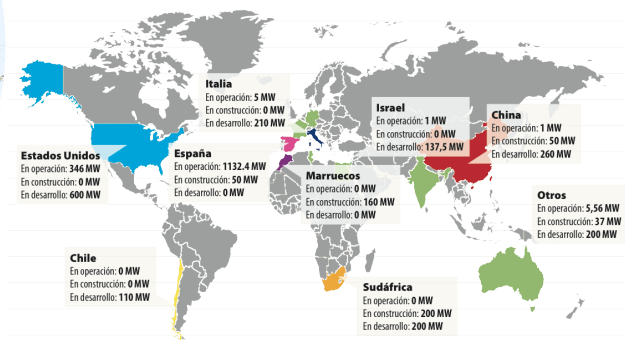 Italia
En operación: 5 MW
En construcción: 0 MW
En desarrollo: 210 MW
Israel
En operación: 1 MW
En construcción: 0 MW
En desarrollo: 137,5 MW
China
En operación: 1 MW
En construcción: 50 MW
En desarrollo: 260 MW
Estados Unidos
En operación: 346 MW
En construcción: 0 MW
En desarrollo: 600 MW
España
En operación: 1132.4 MW
En construcción: 50 MW
En desarrollo: 0 MW
Marruecos
En operación: 0 MW
En construcción: 160 MW
En desarrollo: 0 MW
Otros
En operación: 5,56 MW
En construcción: 37 MW
En desarrollo: 200 MW
Chile
En operación: 0 MW
En construcción: 0 MW
En desarrollo: 110 MW
Sudáfrica
En operación: 0 MW
En construcción: 200 MW
En desarrollo: 200 MW